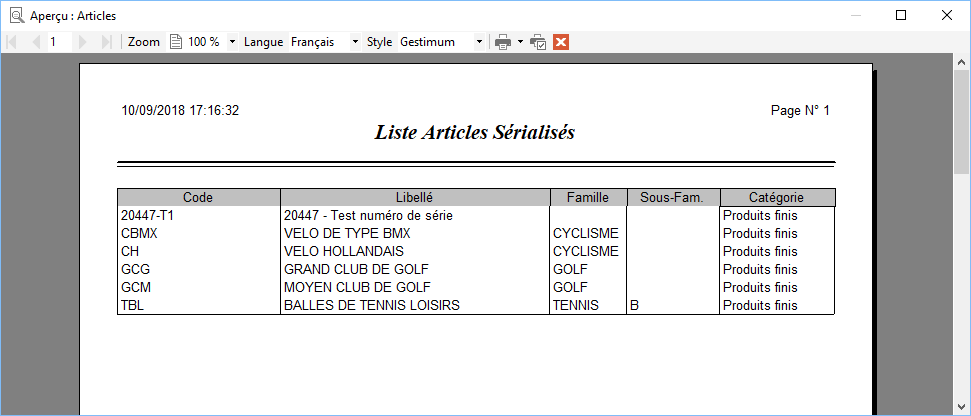 Aperçu : Articles
1 Zoom 100 % Langue Français Style Gestimum
10/09/2018 17:16:32 Page N° 1
Liste Articles Sérialisés
Code Libellé Famille Sous-Fam. Catégorie
20447-T1 20447 - Test numéro de série Produits finis
CBMX VELO DE TYPE BMX CYCLISME Produits finis
CH VELO HOLLANDAIS CYCLISME Produits finis
GCG GRAND CLUB DE GOLF GOLF Produits finis
GCM MOYEN CLUB DE GOLF GOLF Produits finis
TBL BALLES DE TENNIS LOISIRS TENNIS B Produits finis